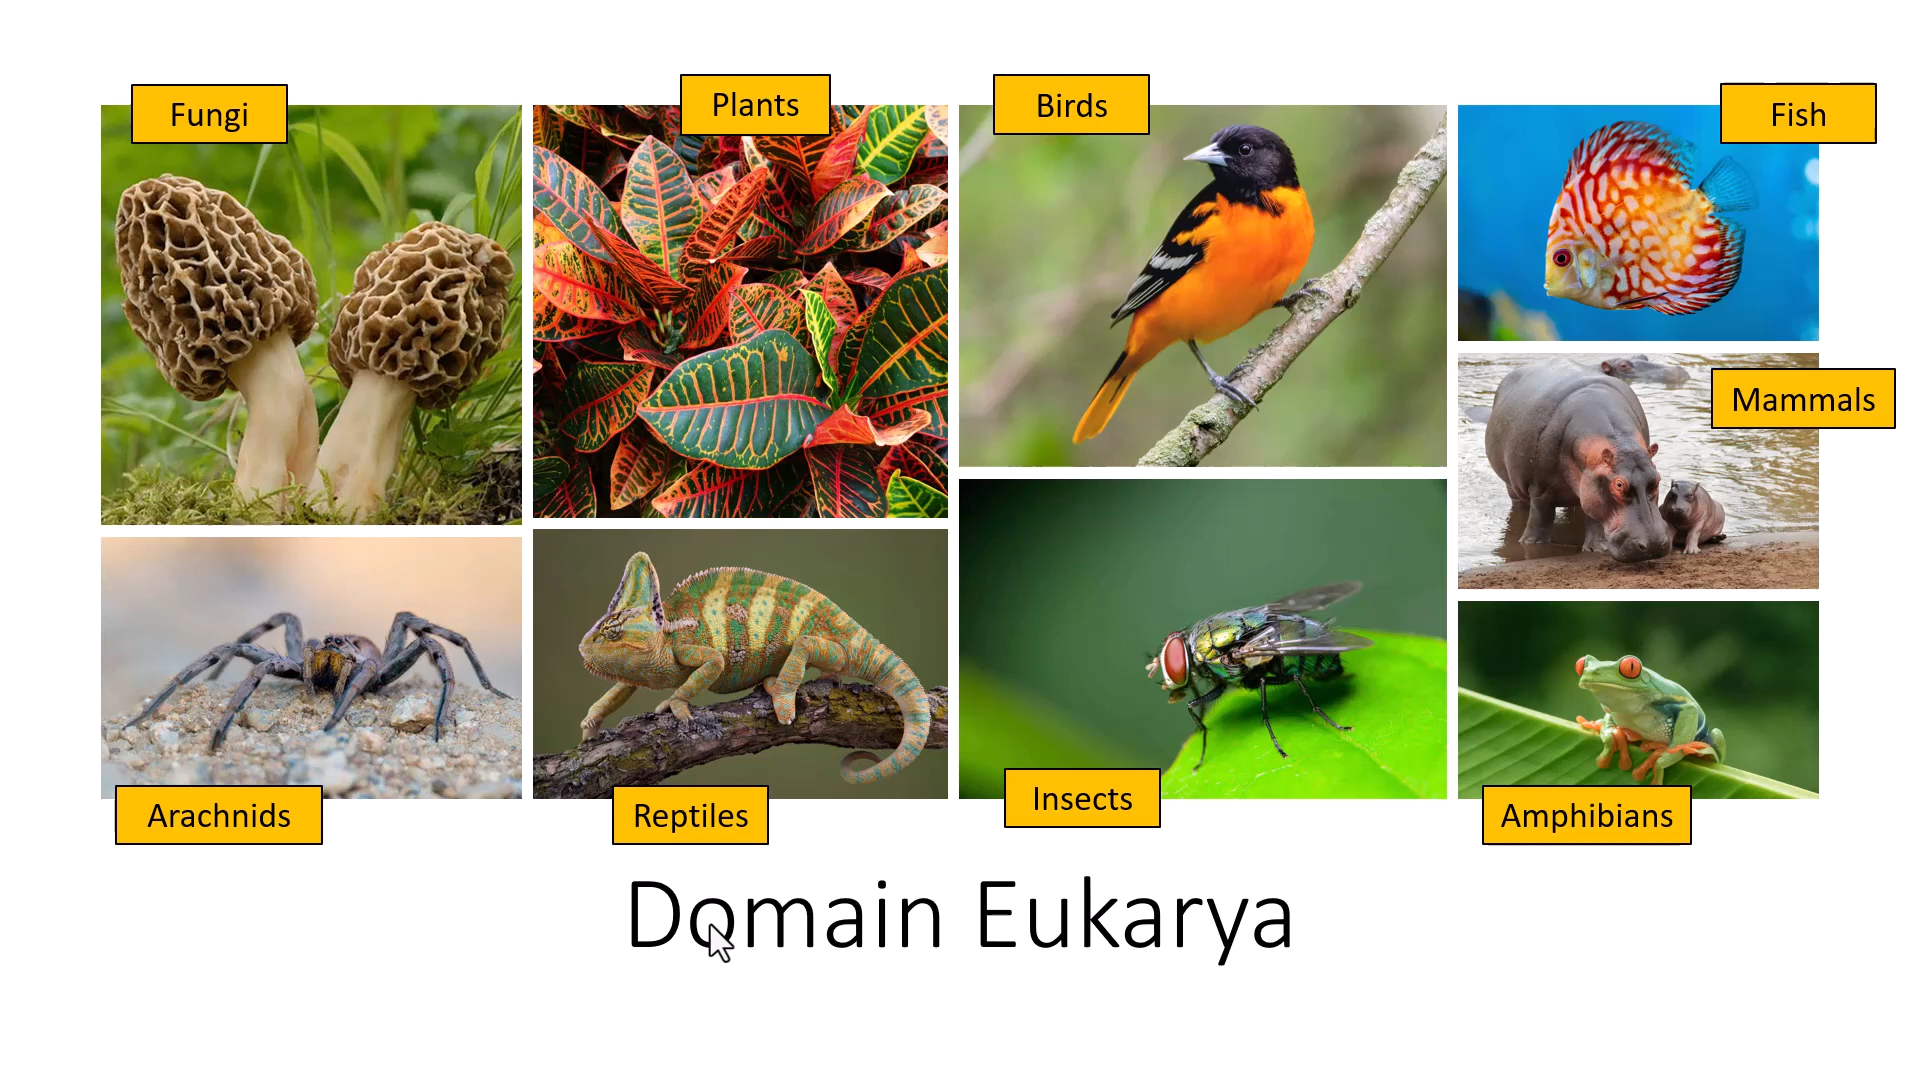 Fungi
Plants
Birds
Fish
Mammals
Arachnids
Reptiles
Insects
Amphibians
Domain Eukarya